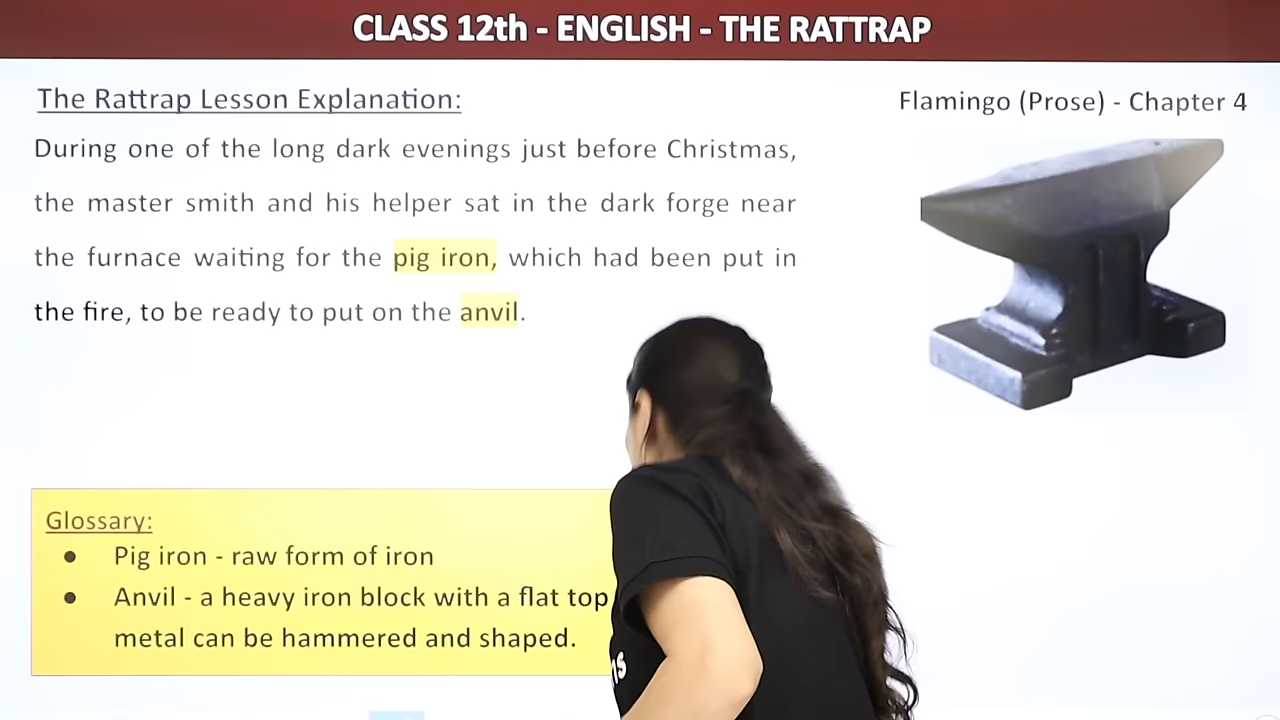 CLASS 12th - ENGLISH - THE RATTRAP
The Rattrap Lesson Explanation:
Flamingo (Prose) - Chapter 4
During one of the long dark evenings just before Christmas,
the master smith and his helper sat in the dark forge near
the furnace waiting for the pig iron, which had been put in
the fire, to be ready to put on the anvil.
Glossary:
● Pig iron - raw form of iron
● Anvil - a heavy iron block with a flat top
metal can be hammered and shaped.